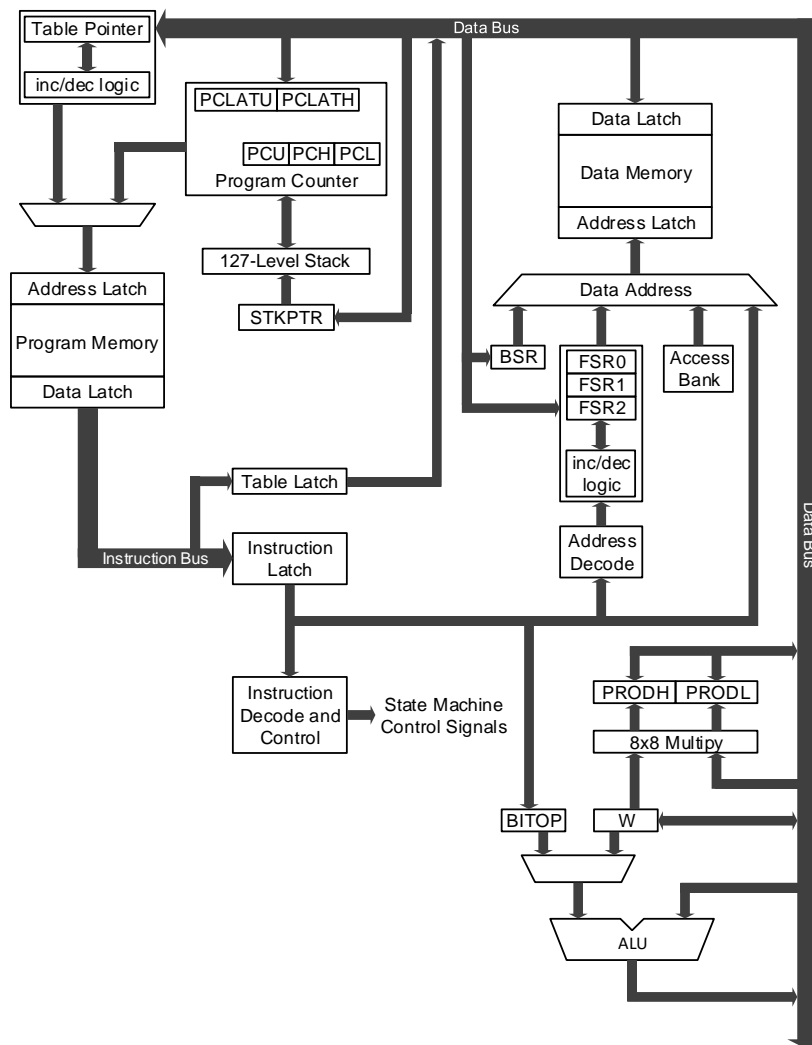 Table Pointer
inc/dec logic
Data Bus
PCLATU PCLATH
PCU PCH PCL
Program Counter
127-Level Stack
STKPTR
Data Latch
Data Memory
Address Latch
Data Address
BSR
FSR0
FSR1
FSR2
inc/dec
logic
Access
Bank
Address
Decode
Address Latch
Program Memory
Data Latch
Table Latch
Instruction Bus
Instruction
Latch
Instruction
Decode and
Control
State Machine
Control Signals
Data Bus
PRODH PRODL
8x8 Multipy
BITOP
W
ALU